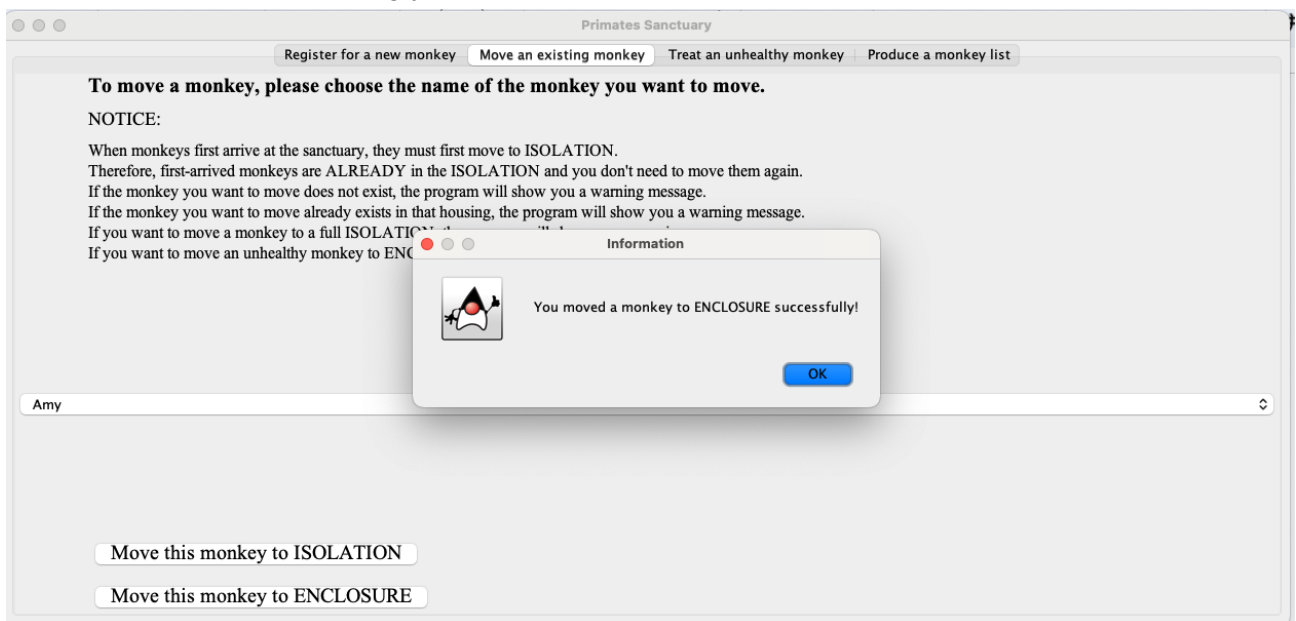 Primates Sanctuary
Register for a new monkey Move an existing monkey Treat an unhealthy monkey Produce a monkey list
To move a monkey, please choose the name of the monkey you want to move.
NOTICE:
When monkeys first arrive at the sanctuary, they must first move to ISOLATION.
Therefore, first-arrived monkeys are ALREADY in the ISOLATION and you don't need to move them again.
If the monkey you want to move does not exist, the program will show you a warning message.
If the monkey you want to move already exists in that housing, the program will show you a warning message.
If you want to move a monkey to a full
If you want to move an unhealthy monkey to
Information
You moved a monkey to ENCLOSURE successfully!
OK
Amy
Move this monkey to ISOLATION
Move this monkey to ENCLOSURE